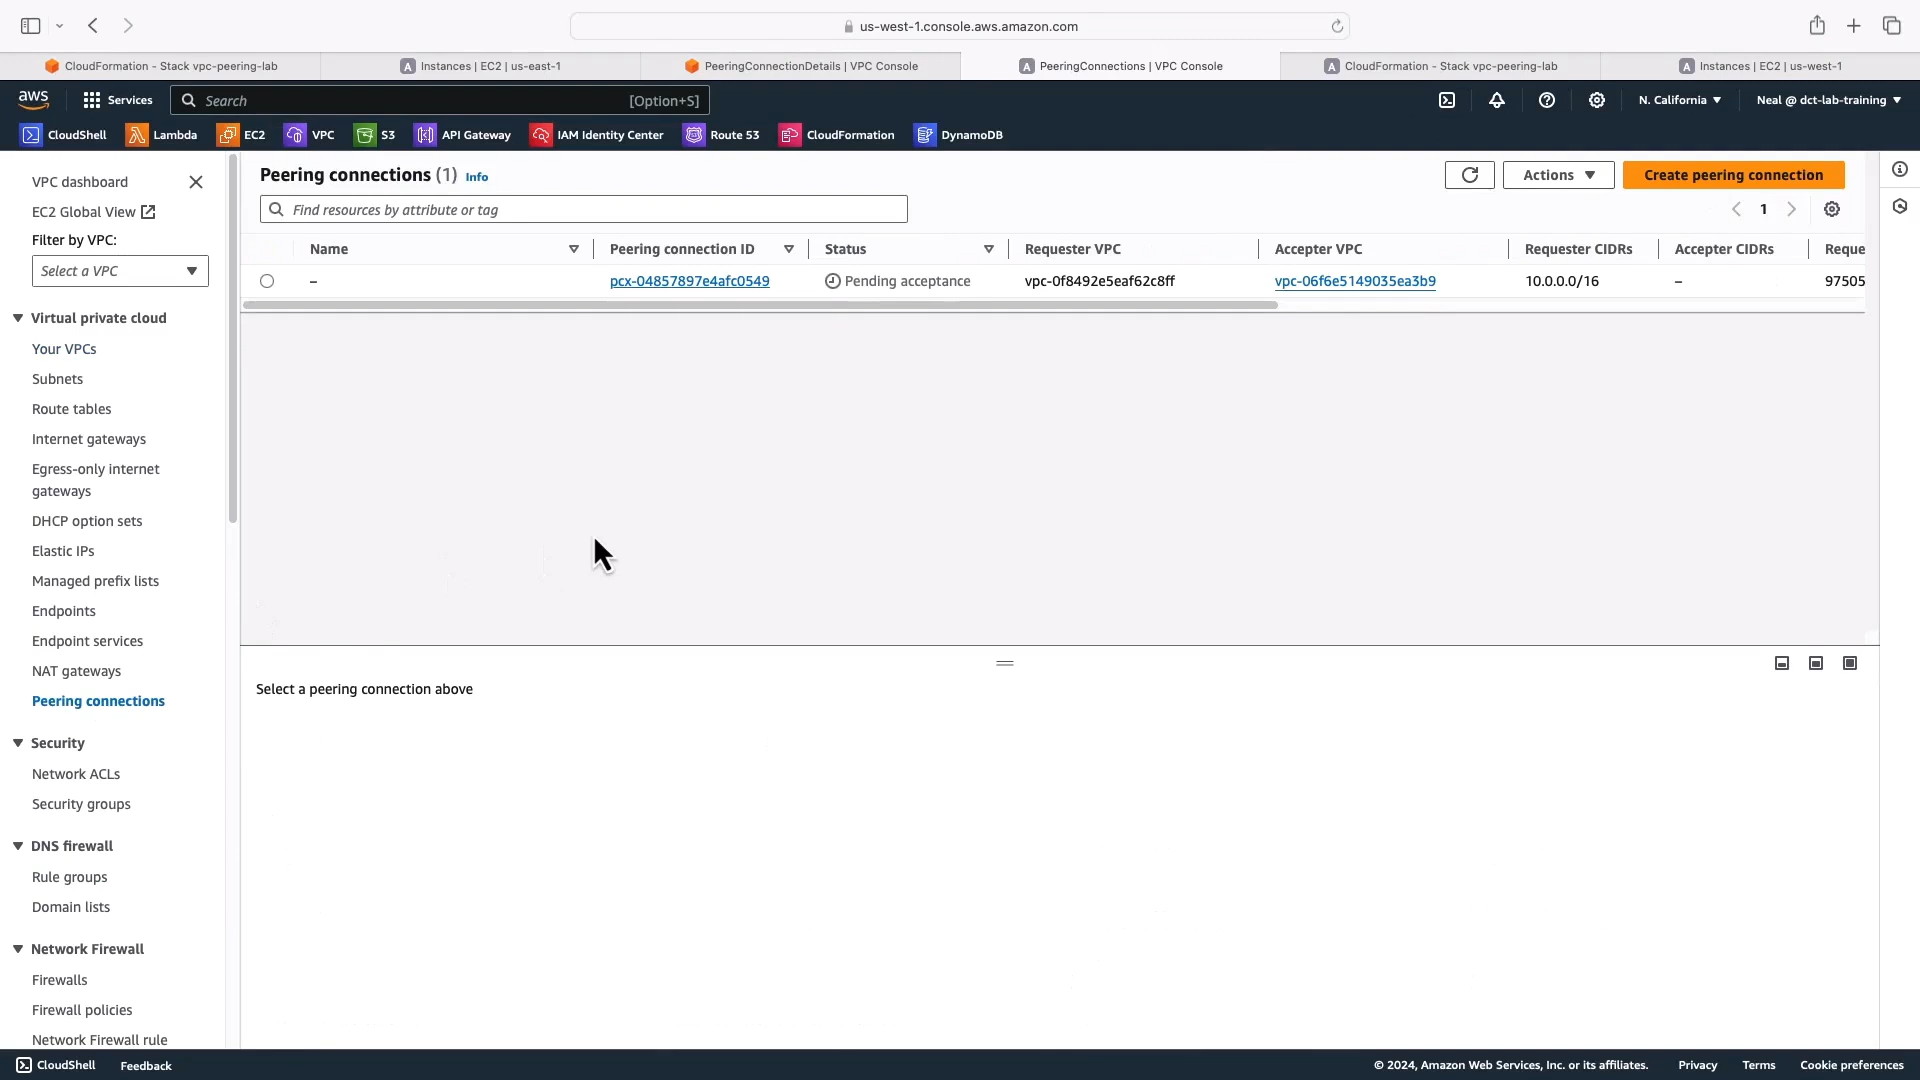 us-west-1.console.aws.amazon.com
CloudFormation - Stack vpc-peering-lab
Instances | EC2 | us-east-1
PeeringConnectionDetails | VPC Console
PeeringConnections | VPC Console
CloudFormation - Stack vpc-peering-lab
Instances | EC2 | us-west-1
aws
Services
Search
[Option+S]
N. California
Neal @ dct-lab-training
CloudShell
Lambda
EC2
VPC
S3
API Gateway
IAM Identity Center
Route 53
CloudFormation
DynamoDB
VPC dashboard
EC2 Global View
Filter by VPC:
Select a VPC
Virtual private cloud
Your VPCs
Subnets
Route tables
Internet gateways
Egress-only internet
gateways
DHCP option sets
Elastic IPs
Managed prefix lists
Endpoints
Endpoint services
NAT gateways
Peering connections
Security
Network ACLs
Security groups
DNS firewall
Rule groups
Domain lists
Network Firewall
Firewalls
Firewall policies
Network Firewall rule
Peering connections (1) Info
Actions
Create peering connection
Find resources by attribute or tag
1
Name Peering connection ID Status Requester VPC Accepter VPC Requester CIDRs Accepter CIDRs Reque
– pcx-04857897e4afc0549 Pending acceptance vpc-0f8492e5eaf62c8ff vpc-06f6e5149035ea3b9 10.0.0.0/16 – 97505
Select a peering connection above
CloudShell
Feedback
© 2024, Amazon Web Services, Inc. or its affiliates.
Privacy
Terms
Cookie preferences